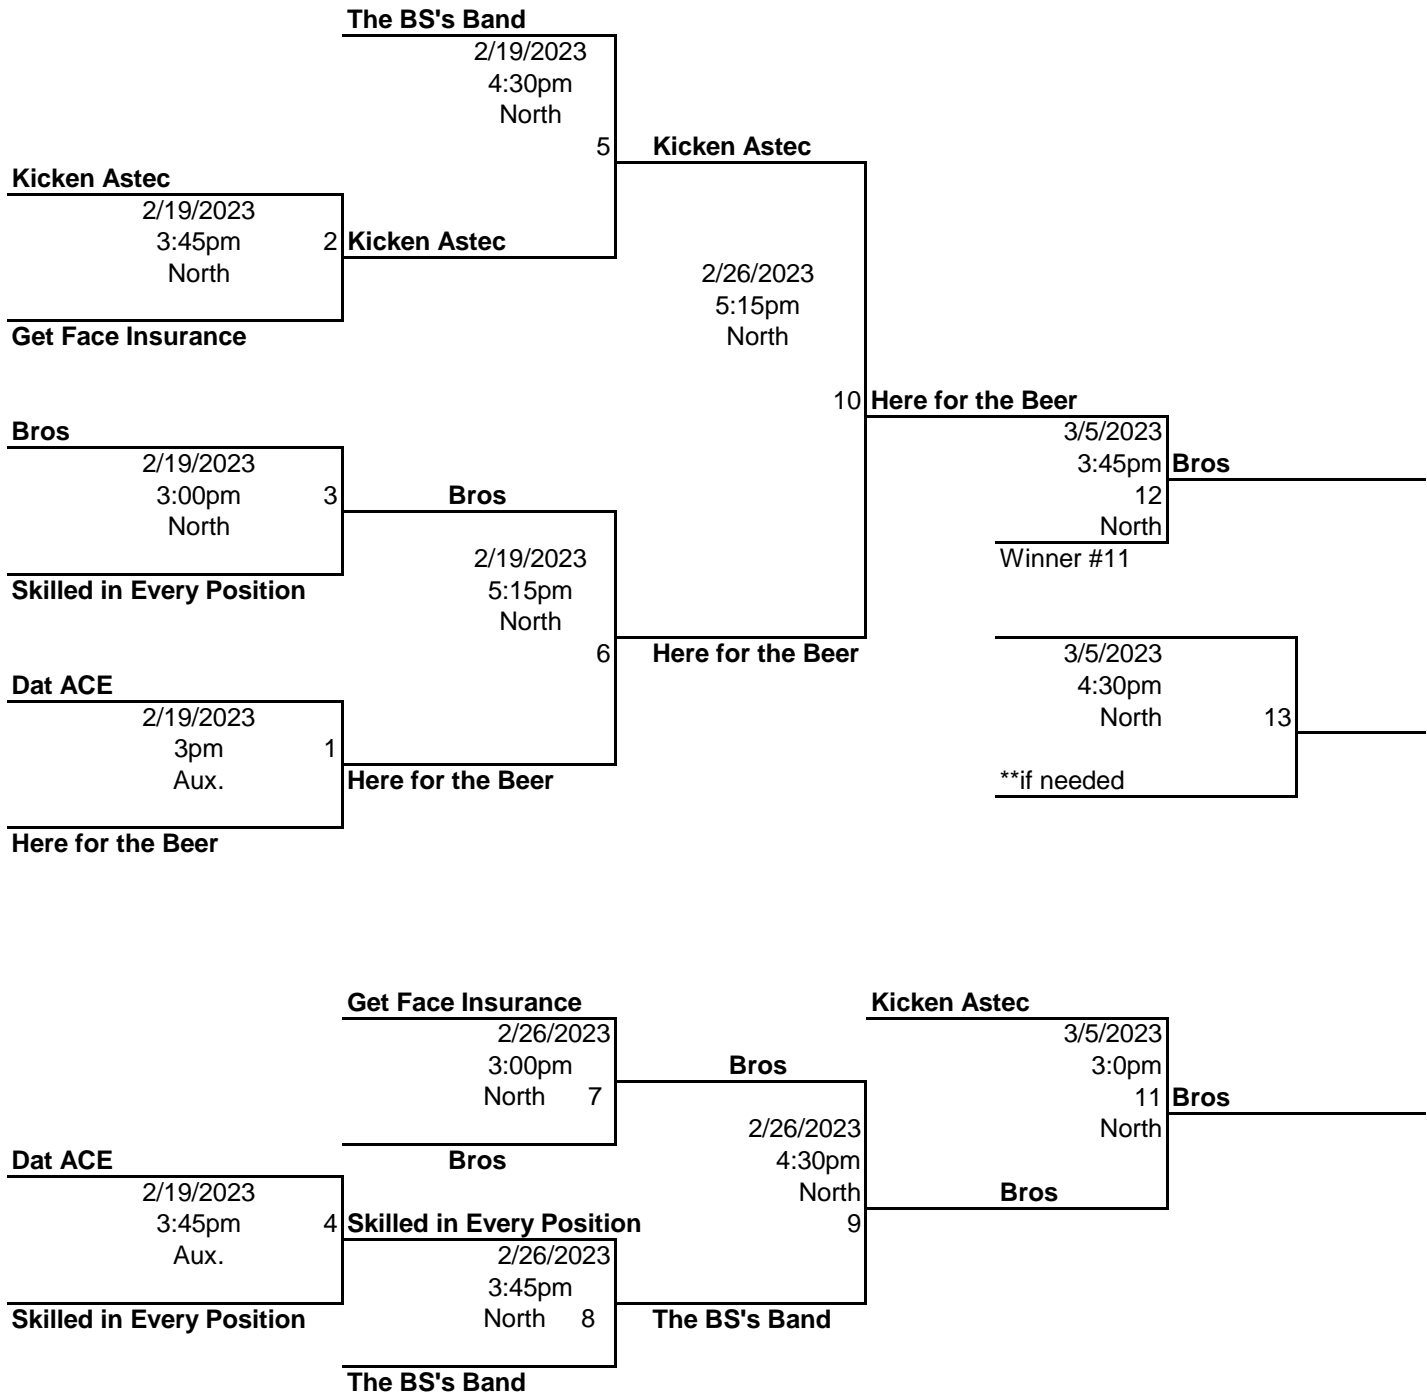 The BS's Band
2/19/2023
4:30pm
North
5 Kicken Astec
Kicken Astec
2/19/2023
3:45pm 2 Kicken Astec
North
2/26/2023
5:15pm
North
Get Face Insurance
10 Here for the Beer
Bros
3/5/2023
2/19/2023
3:45pm Bros
3:00pm 3 Bros
12
North
North
2/19/2023
Winner #11
Skilled in Every Position
5:15pm
North
6 Here for the Beer
3/5/2023
Dat ACE
4:30pm
2/19/2023
North 13
3pm 1
Aux.
Here for the Beer
**if needed
Here for the Beer
Get Face Insurance
Kicken Astec
2/26/2023
3/5/2023
3:00pm
Bros
3:0pm
North 7
11 Bros
2/26/2023
North
Dat ACE
Bros
4:30pm
2/19/2023
North
Bros
3:45pm 4 Skilled in Every Position
9
Aux.
2/26/2023
3:45pm
Skilled in Every Position
North 8
The BS's Band
The BS's Band